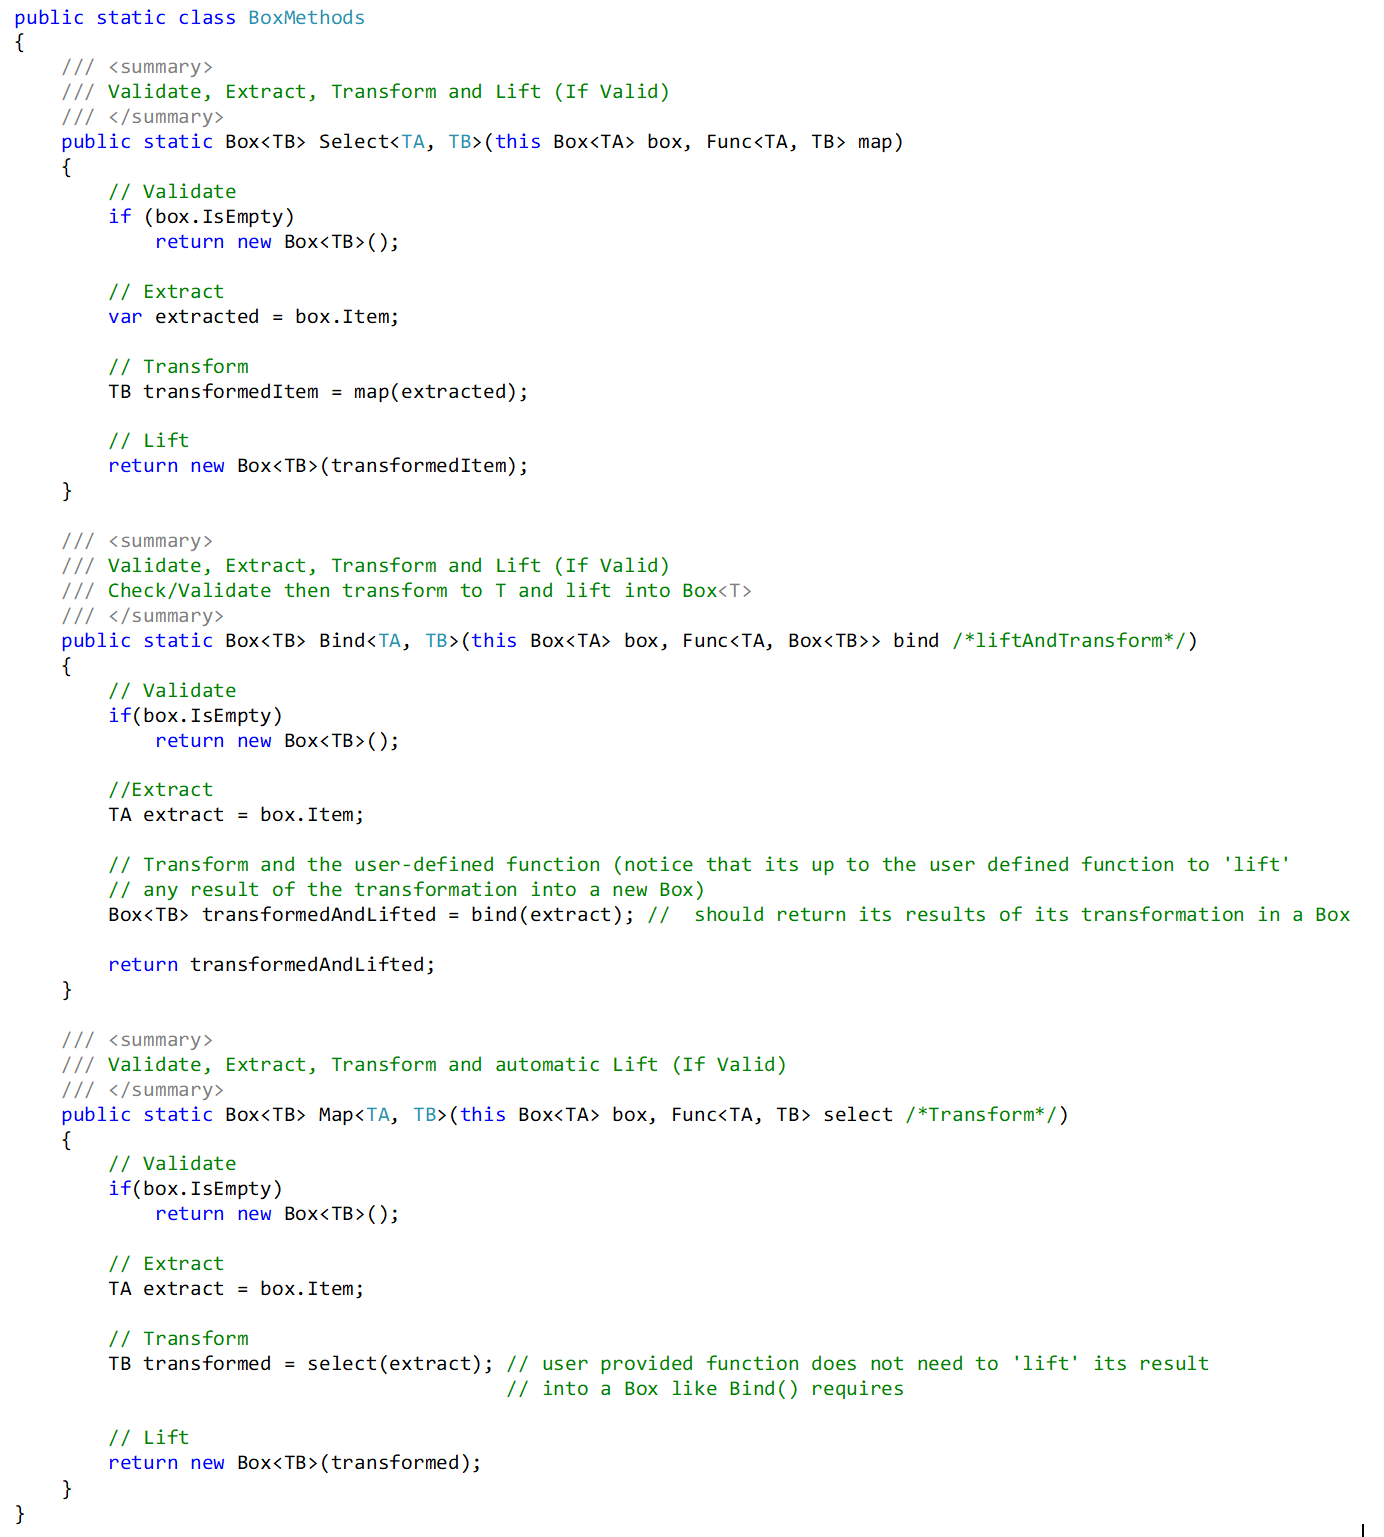 public static class BoxMethods
{
    /// <summary>
    /// Validate, Extract, Transform and Lift (If Valid)
    /// </summary>
    public static Box<TB> Select<TA, TB>(this Box<TA> box, Func<TA, TB> map)
    {
        // Validate
        if (box.IsEmpty)
            return new Box<TB>();

        // Extract
        var extracted = box.Item;

        // Transform
        TB transformedItem = map(extracted);

        // Lift
        return new Box<TB>(transformedItem);
    }

    /// <summary>
    /// Validate, Extract, Transform and Lift (If Valid)
    /// Check/Validate then transform to T and lift into Box<T>
    /// </summary>
    public static Box<TB> Bind<TA, TB>(this Box<TA> box, Func<TA, Box<TB>> bind /*liftAndTransform*/)
    {
        // Validate
        if(box.IsEmpty)
            return new Box<TB>();

        //Extract
        TA extract = box.Item;

        // Transform and the user-defined function (notice that its up to the user defined function to 'lift'
        // any result of the transformation into a new Box)
        Box<TB> transformedAndLifted = bind(extract); //  should return its results of its transformation in a Box

        return transformedAndLifted;
    }

    /// <summary>
    /// Validate, Extract, Transform and automatic Lift (If Valid)
    /// </summary>
    public static Box<TB> Map<TA, TB>(this Box<TA> box, Func<TA, TB> select /*Transform*/)
    {
        // Validate
        if(box.IsEmpty)
            return new Box<TB>();

        // Extract
        TA extract = box.Item;

        // Transform
        TB transformed = select(extract); // user provided function does not need to 'lift' its result
                                          // into a Box like Bind() requires

        // Lift
        return new Box<TB>(transformed);
    }
}